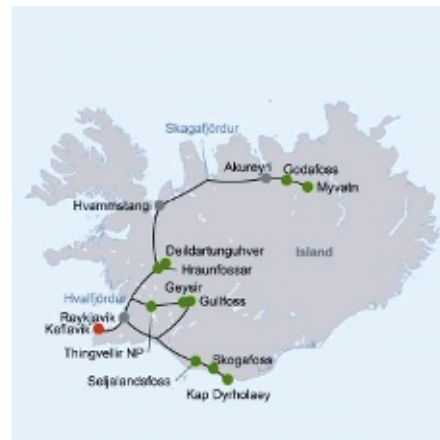 Skagafjördur
Akureyri
Godafoss
Myvatn
Hvammstangi
Deildartunguhver
Island
Hraunfossar
Geysir
Hvalfjördur
Gullfoss
Reykjavik
Keflavik
Thingvellir NP
Skogafoss
Seljalandsfoss
Kap Dyrholaey